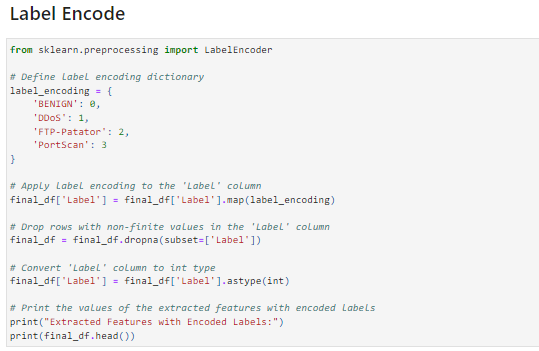 Label Encode
from sklearn.preprocessing import LabelEncoder
# Define label encoding dictionary
label_encoding = {
    'BENIGN': 0,
    'DDoS': 1,
    'FTP-Patator': 2,
    'PortScan': 3
}
# Apply label encoding to the 'Label' column
final_df['Label'] = final_df['Label'].map(label_encoding)
# Drop rows with non-finite values in the 'Label' column
final_df = final_df.dropna(subset=['Label'])
# Convert 'Label' column to int type
final_df['Label'] = final_df['Label'].astype(int)
# Print the values of the extracted features with encoded labels
print("Extracted Features with Encoded Labels:")
print(final_df.head())